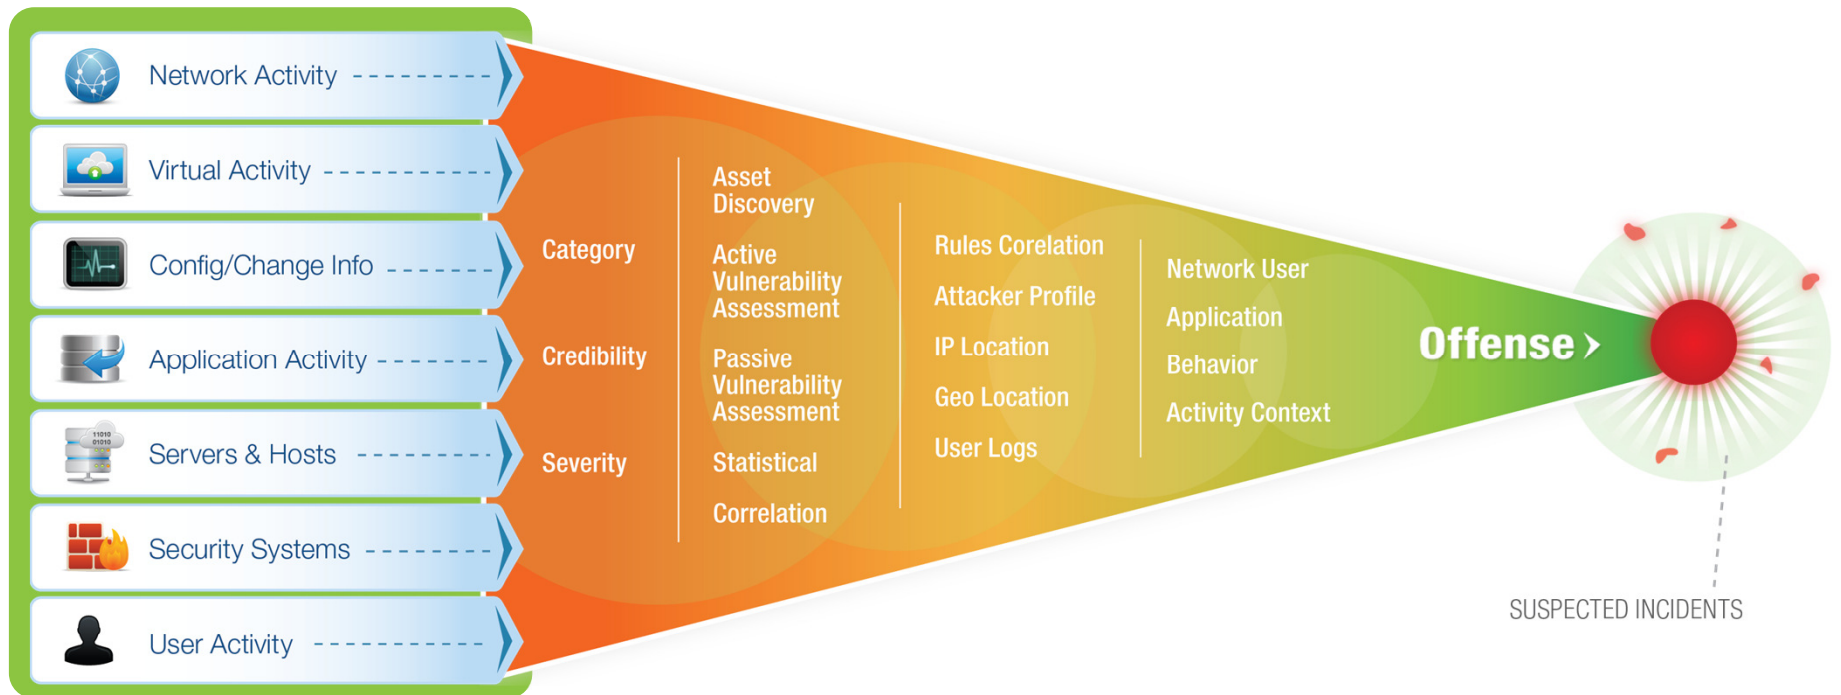 Network Activity
Virtual Activity
Config/Change Info
Application Activity
11010
01010
Servers & Hosts
Security Systems
User Activity
Category
Credibility
Severity
Asset
Discovery
Active
Vulnerability
Assessment
Passive
Vulnerability
Assessment
Statistical
Correlation
Rules Corelation
Attacker Profile
IP Location
Geo Location
User Logs
Network User
Application
Behavior
Activity Context
Offense >
SUSPECTED INCIDENTS